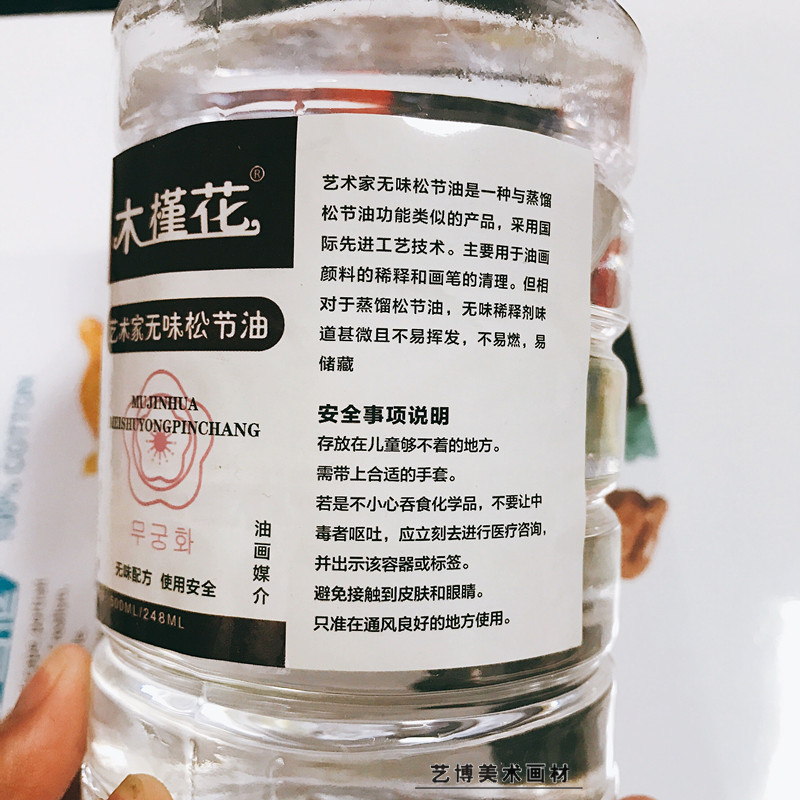 木槿花®
艺术家无味松节油
MUJINHUA
MEISHUYONGPINCHANG
무궁화
油画媒介
无味配方 使用安全
500ML/248ML
艺术家无味松节油是一种与蒸馏
松节油功能类似的产品，采用国
际先进工艺技术。主要用于油画
颜料的稀释和画笔的清理。但相
对于蒸馏松节油，无味稀释剂味
道甚微且不易挥发，不易燃，易
储藏
安全事项说明
存放在儿童够不着的地方。
需带上合适的手套。
若是不小心吞食化学品，不要让中
毒者呕吐，应立刻去进行医疗咨询，
并出示该容器或标签。
避免接触到皮肤和眼睛。
只准在通风良好的地方使用。
100% COTTON
艺博美术画材